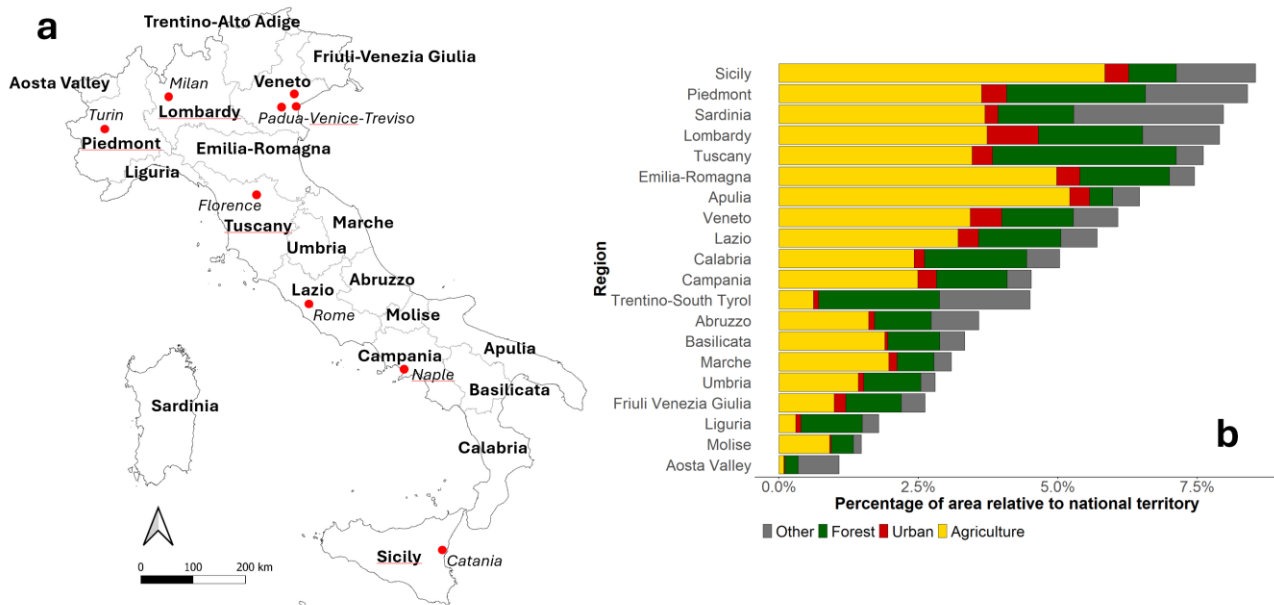 a
Trentino-Alto Adige
Friuli-Venezia Giulia
Aosta Valley
Milan
Veneto
Turin
Lombardy
Padua-Venice-Treviso
Piedmont
Emilia-Romagna
Liguria
Florence
Tuscany
Marche
Umbria
Abruzzo
Lazio
Rome
Molise
Campania
Apulia
Naple
Basilicata
Sardinia
Calabria
Sicily
Catania
0 100 200 km
Region
Sicily
Piedmont
Sardinia
Lombardy
Tuscany
Emilia-Romagna
Apulia
Veneto
Lazio
Calabria
Campania
Trentino-South Tyrol
Abruzzo
Basilicata
Marche
Umbria
Friuli Venezia Giulia
Liguria
Molise
Aosta Valley
b
0.0% 2.5% 5.0% 7.5%
Percentage of area relative to national territory
Other Forest Urban Agriculture